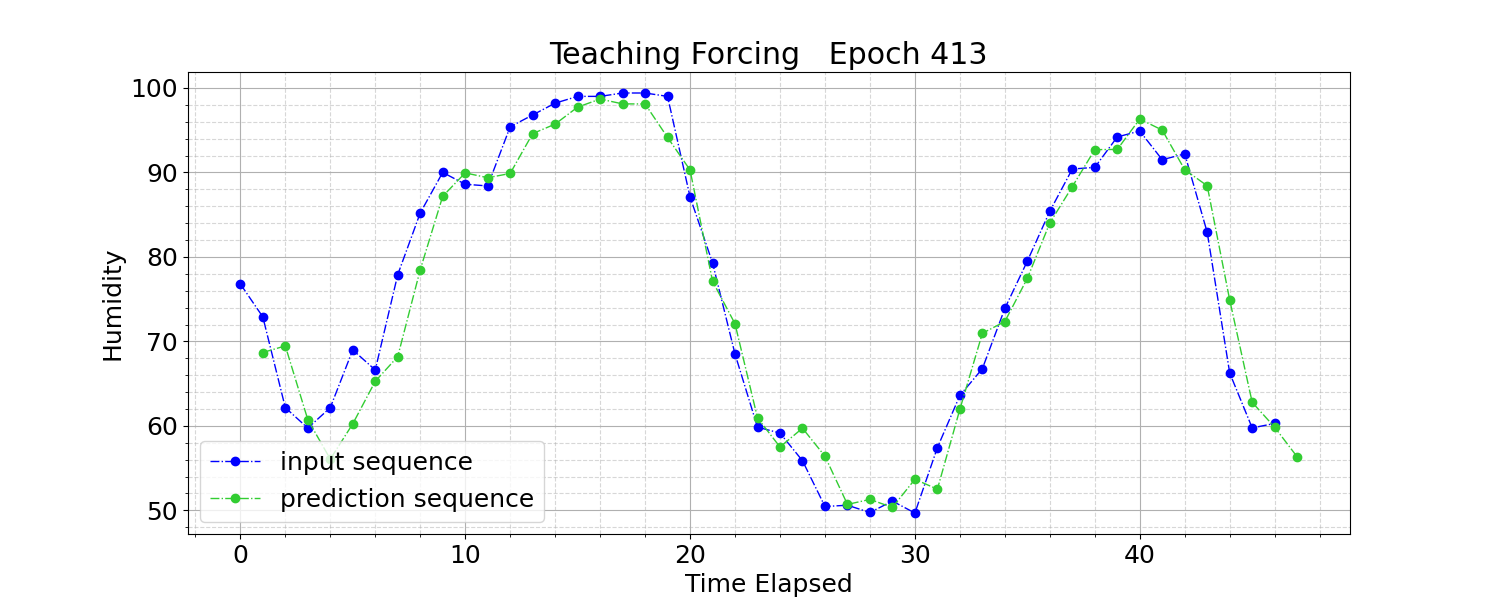 Teaching Forcing   Epoch 413
100
90
80
70
60
50
Humidity
input sequence
prediction sequence
0 10 20 30 40
Time Elapsed